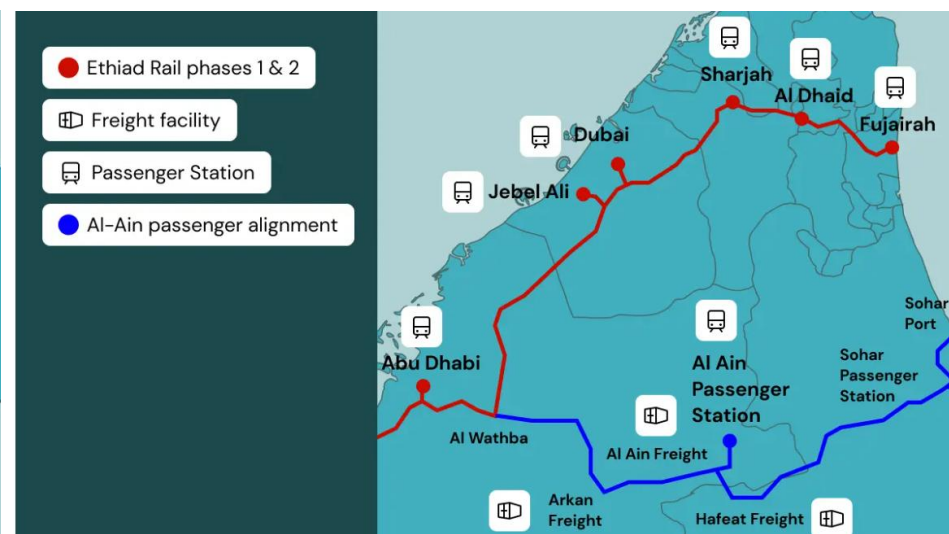 Ethiad Rail phases 1 & 2
Freight facility
Passenger Station
Al-Ain passenger alignment
Sharjah
Al Dhaid
Fujairah
Dubai
Jebel Ali
Abu Dhabi
Al Wathba
Al Ain
Passenger
Station
Al Ain Freight
Arkan
Freight
Hafeat Freight
Sohar
Passenger
Station
Sohar
Port